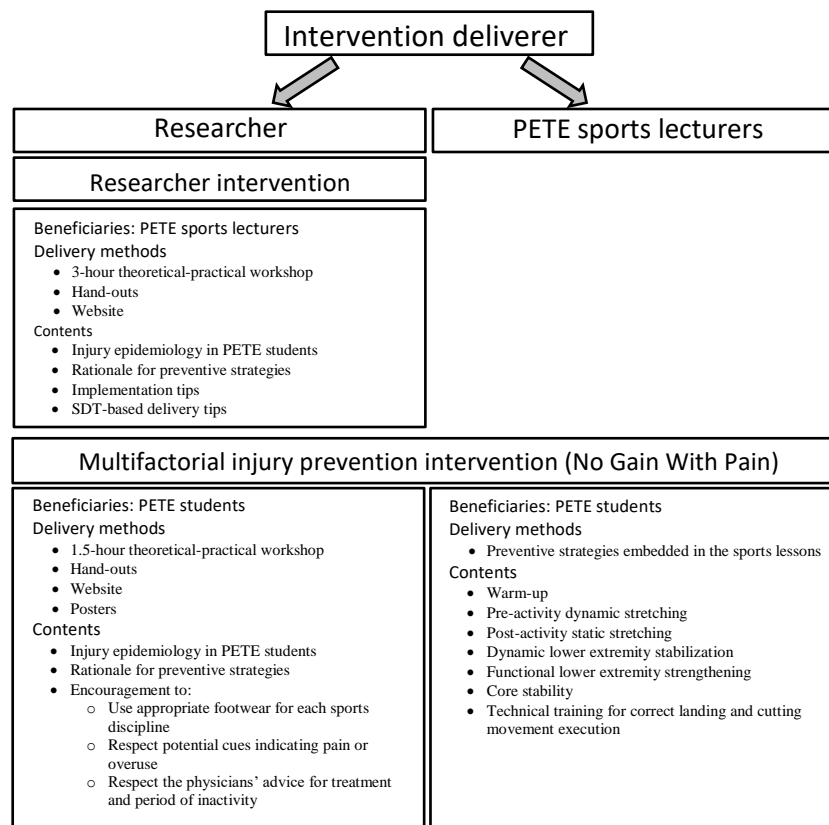 Intervention deliverer
Researcher
PETE sports lecturers
Researcher intervention
Beneficiaries: PETE sports lecturers
Delivery methods
• 3-hour theoretical-practical workshop
• Hand-outs
• Website
Contents
• Injury epidemiology in PETE students
• Rationale for preventive strategies
• Implementation tips
• SDT-based delivery tips
Multifactorial injury prevention intervention (No Gain With Pain)
Beneficiaries: PETE students
Delivery methods
• 1.5-hour theoretical-practical workshop
• Hand-outs
• Website
• Posters
Contents
• Injury epidemiology in PETE students
• Rationale for preventive strategies
• Encouragement to:
o Use appropriate footwear for each sports
discipline
o Respect potential cues indicating pain or
overuse
o Respect the physicians’ advice for treatment
and period of inactivity
Beneficiaries: PETE students
Delivery methods
• Preventive strategies embedded in the sports lessons
Contents
• Warm-up
• Pre-activity dynamic stretching
• Post-activity static stretching
• Dynamic lower extremity stabilization
• Functional lower extremity strengthening
• Core stability
• Technical training for correct landing and cutting
movement execution